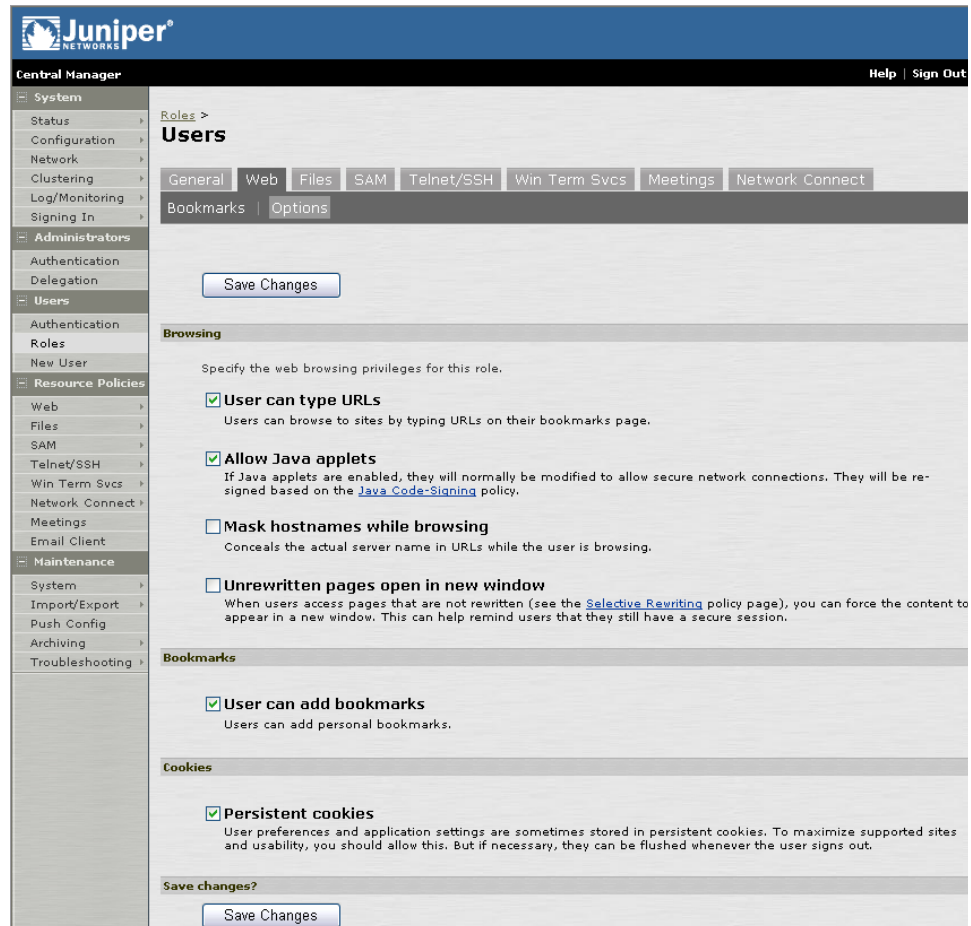 Juniper®
NETWORKS
Central Manager
Help | Sign Out
System
Status
Configuration
Network
Clustering
Log/Monitoring
Signing In
Administrators
Authentication
Delegation
Users
Authentication
Roles
New User
Resource Policies
Web
Files
SAM
Telnet/SSH
Win Term Svcs
Network Connect
Meetings
Email Client
Maintenance
System
Import/Export
Push Config
Archiving
Troubleshooting
Roles >
Users
General Web Files SAM Telnet/SSH Win Term Svcs Meetings Network Connect
Bookmarks | Options
Save Changes
Browsing
Specify the web browsing privileges for this role.
User can type URLs
Users can browse to sites by typing URLs on their bookmarks page.
Allow Java applets
If Java applets are enabled, they will normally be modified to allow secure network connections. They will be re-
signed based on the Java Code-Signing policy.
Mask hostnames while browsing
Conceals the actual server name in URLs while the user is browsing.
Unrewritten pages open in new window
When users access pages that are not rewritten (see the Selective Rewriting policy page), you can force the content to
appear in a new window. This can help remind users that they still have a secure session.
Bookmarks
User can add bookmarks
Users can add personal bookmarks.
Cookies
Persistent cookies
User preferences and application settings are sometimes stored in persistent cookies. To maximize supported sites
and usability, you should allow this. But if necessary, they can be flushed whenever the user signs out.
Save changes?
Save Changes